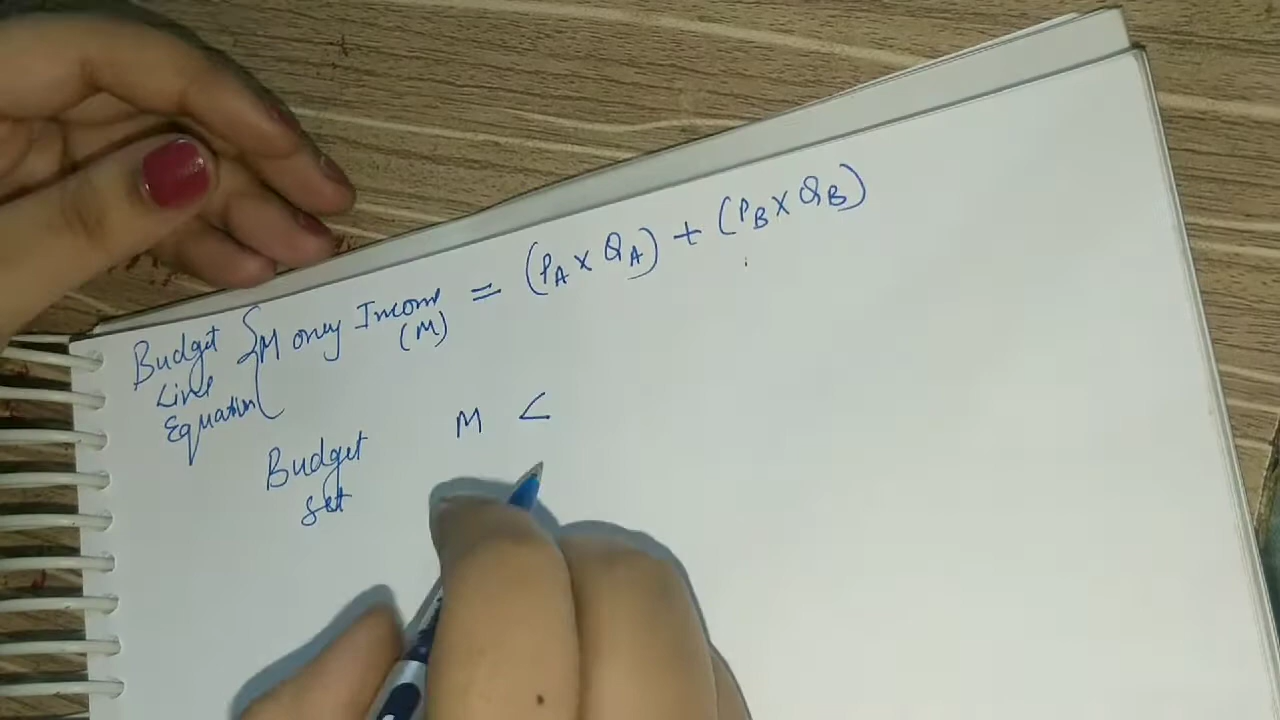 Budget Line Equation { Money Income (M) = (PA × QA) + (PB × QB)
Budget Set M <